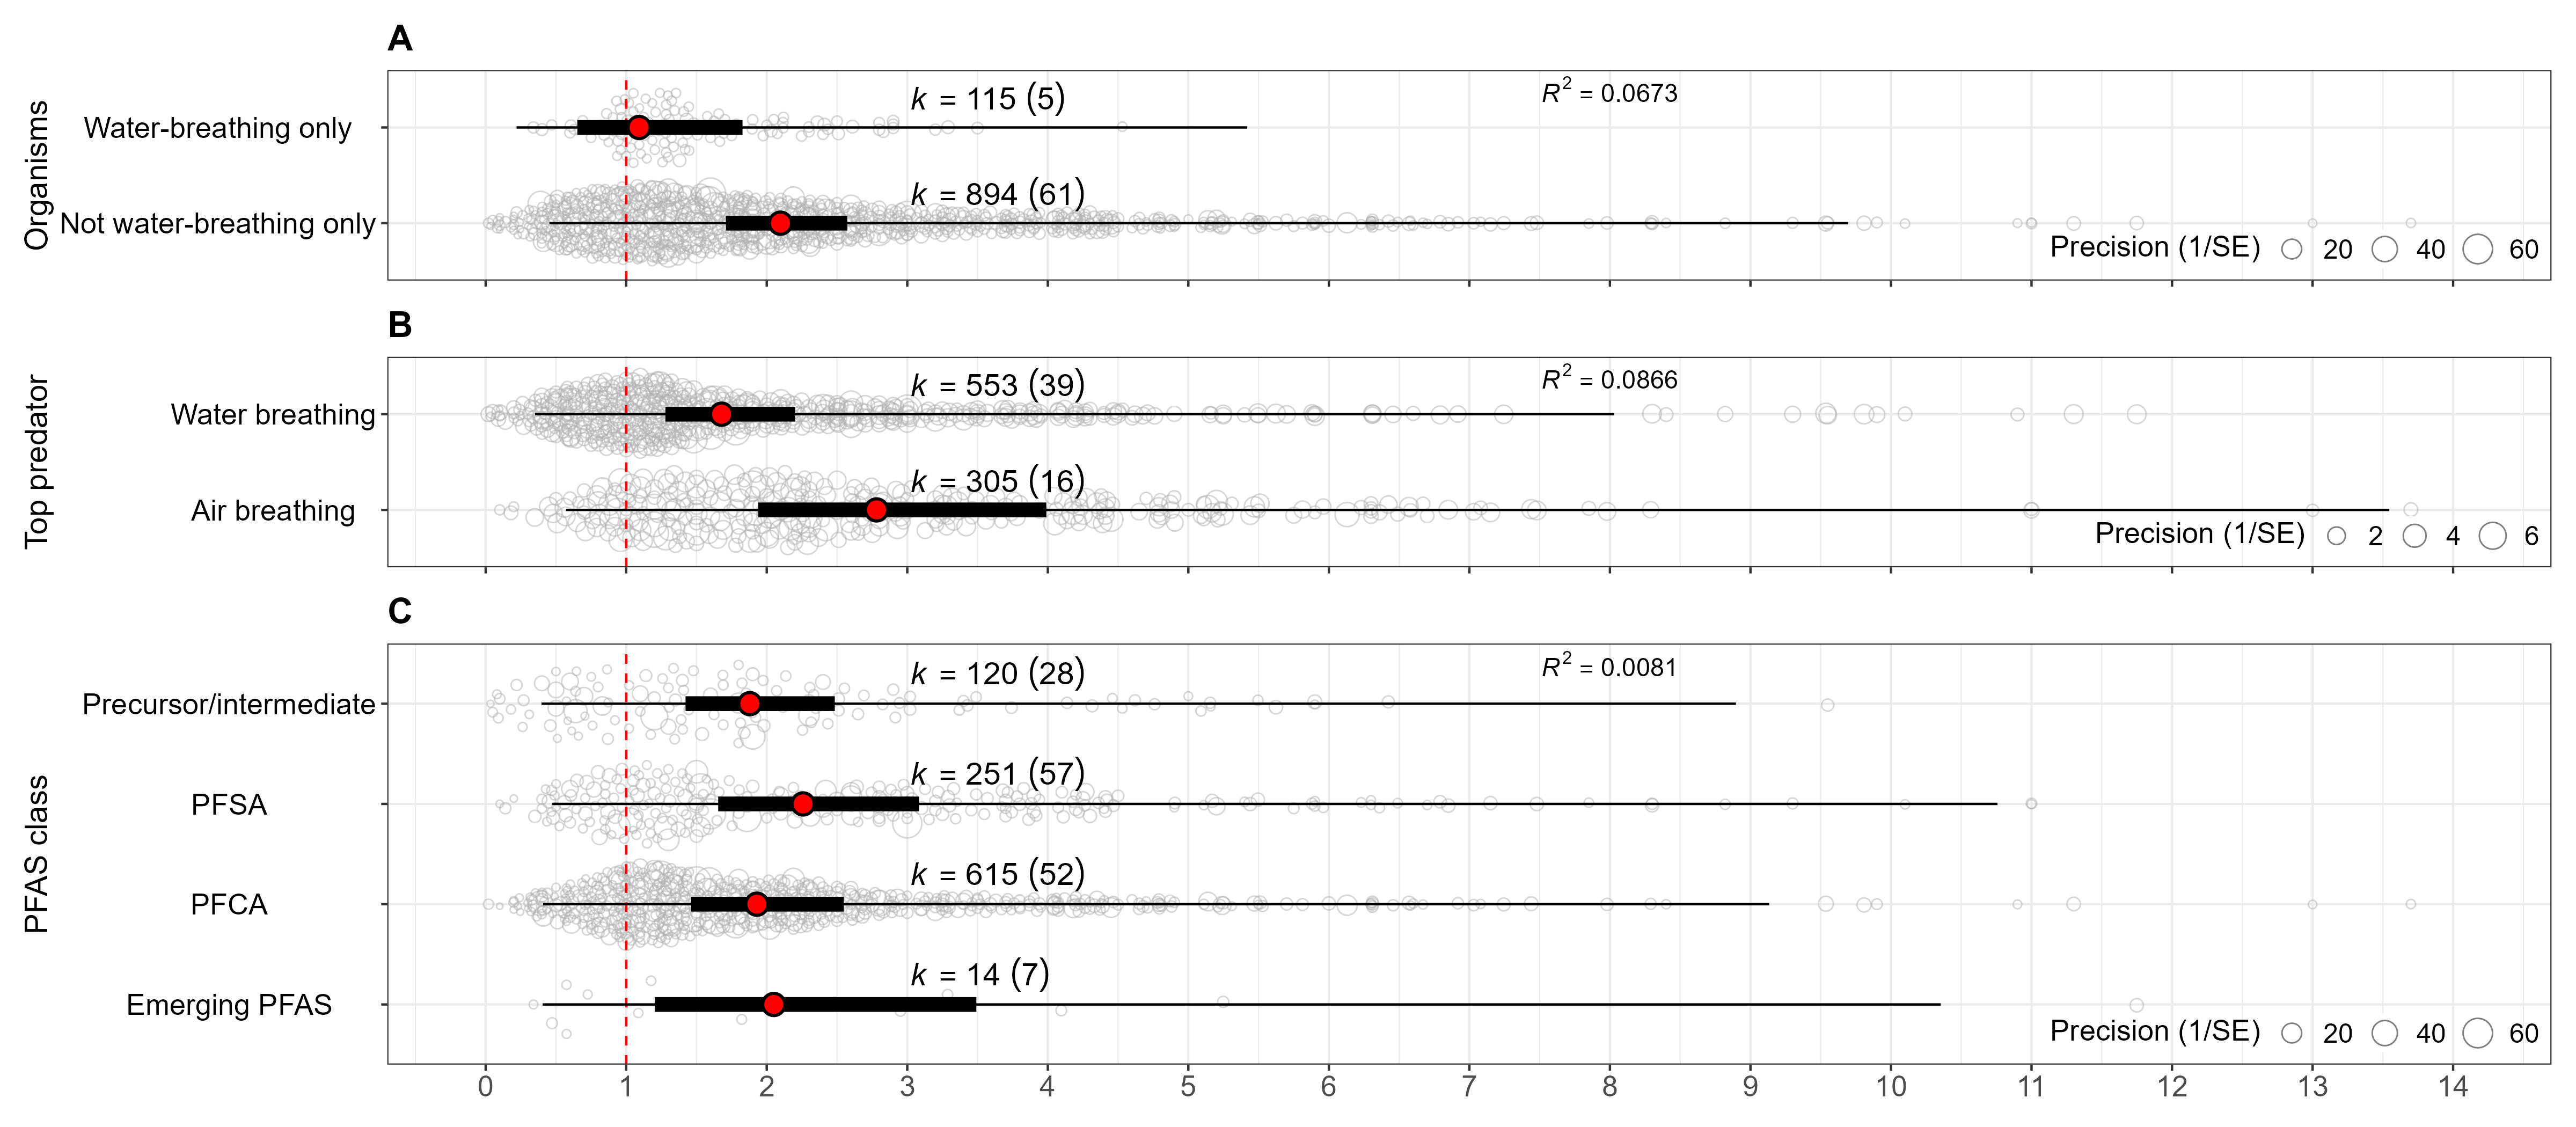 A
Organisms
Water-breathing only
k = 115 (5)
R² = 0.0673
Not water-breathing only
k = 894 (61)
Precision (1/SE) 20 40 60
B
Top predator
Water breathing
k = 553 (39)
R² = 0.0866
Air breathing
k = 305 (16)
Precision (1/SE) 2 4 6
C
PFAS class
Precursor/intermediate
k = 120 (28)
R² = 0.0081
PFSA
k = 251 (57)
PFCA
k = 615 (52)
Emerging PFAS
k = 14 (7)
Precision (1/SE) 20 40 60
0 1 2 3 4 5 6 7 8 9 10 11 12 13 14